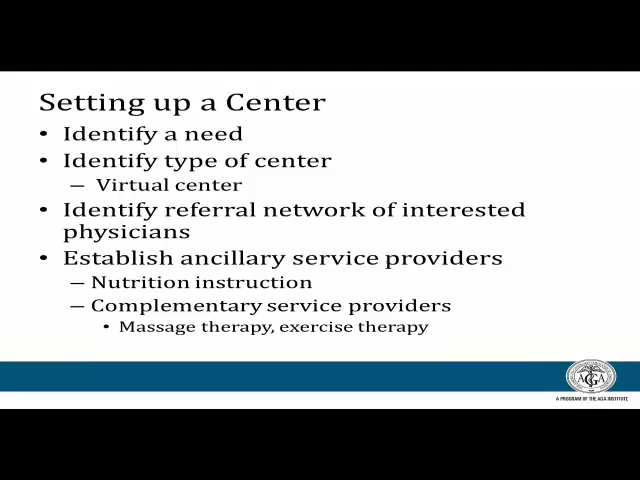 Setting up a Center
• Identify a need
• Identify type of center
– Virtual center
• Identify referral network of interested
physicians
• Establish ancillary service providers
– Nutrition instruction
– Complementary service providers
• Massage therapy, exercise therapy
AGA
A PROGRAM OF THE AGA INSTITUTE